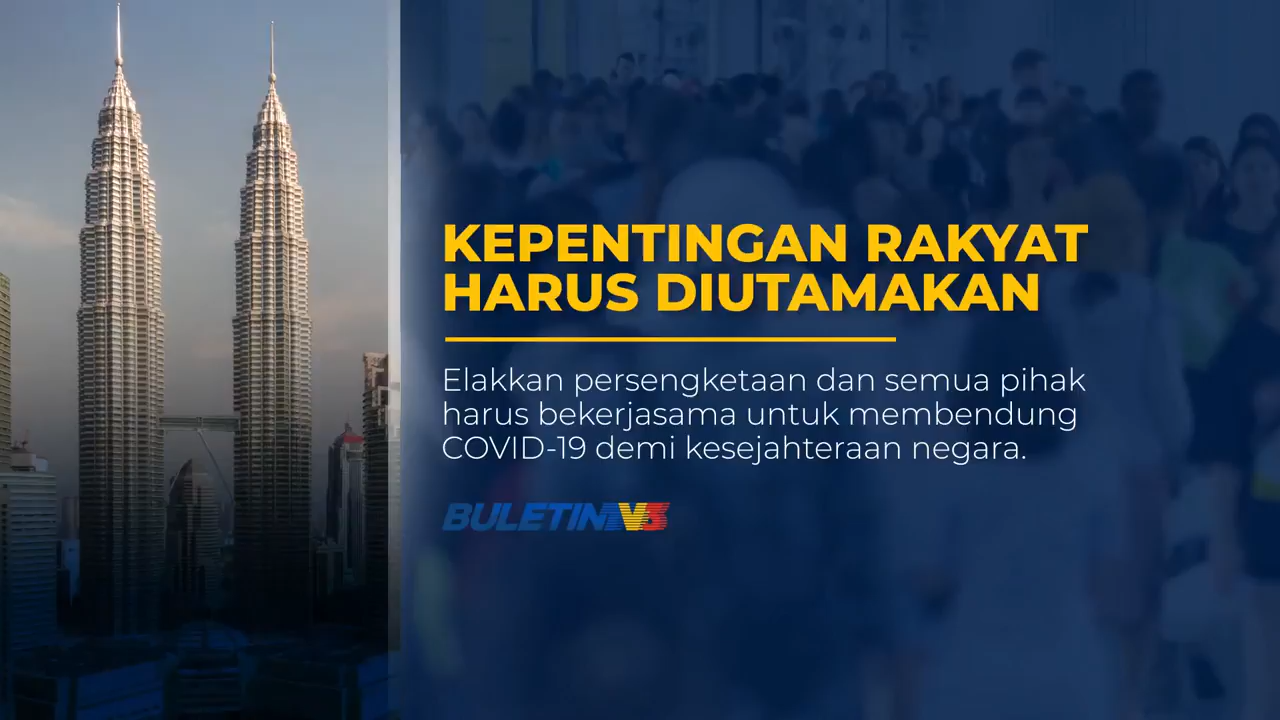 KEPENTINGAN RAKYAT
HARUS DIUTAMAKAN
Elakkan persengketaan dan semua pihak
harus bekerjasama untuk membendung
COVID-19 demi kesejahteraan negara.
BULETINTV3